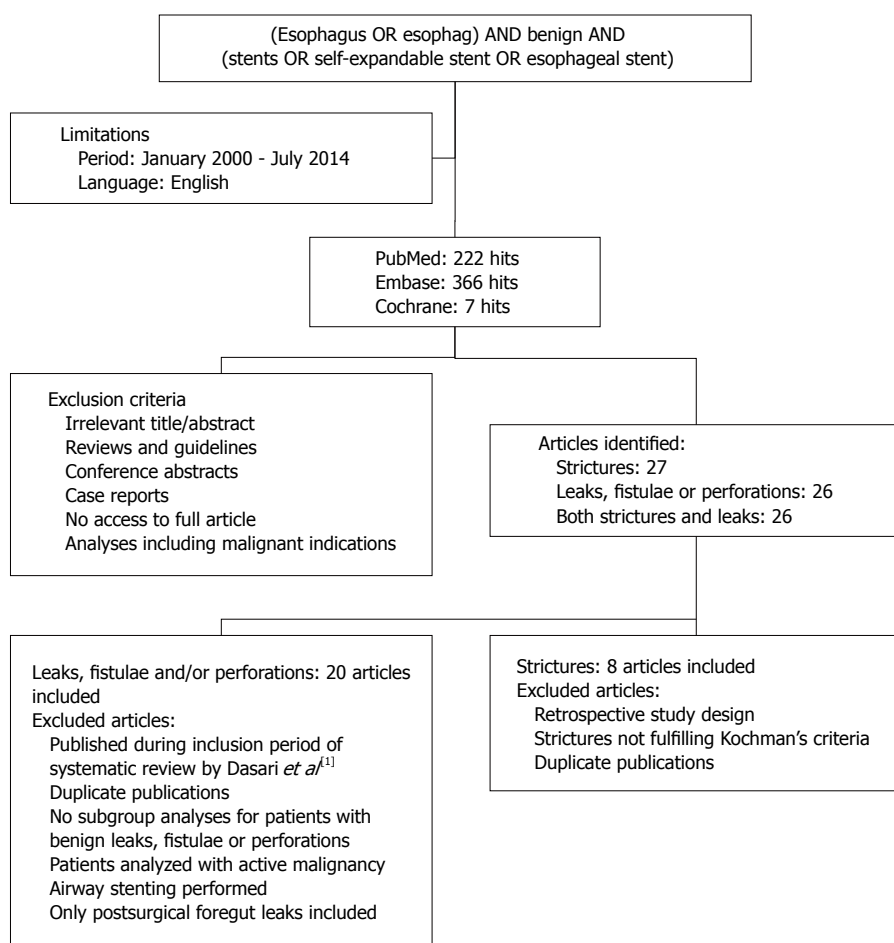 (Esophagus OR esophag) AND benign AND
(stents OR self-expandable stent OR esophageal stent)
Limitations
Period: January 2000 - July 2014
Language: English
PubMed: 222 hits
Embase: 366 hits
Cochrane: 7 hits
Exclusion criteria
Irrelevant title/abstract
Reviews and guidelines
Conference abstracts
Case reports
No access to full article
Analyses including malignant indications
Articles identified:
Strictures: 27
Leaks, fistulae or perforations: 26
Both strictures and leaks: 26
Leaks, fistulae and/or perforations: 20 articles
included
Excluded articles:
Published during inclusion period of
systematic review by Dasari et al[1]
Duplicate publications
No subgroup analyses for patients with
benign leaks, fistulae or perforations
Patients analyzed with active malignancy
Airway stenting performed
Only postsurgical foregut leaks included
Strictures: 8 articles included
Excluded articles:
Retrospective study design
Strictures not fulfilling Kochman's criteria
Duplicate publications